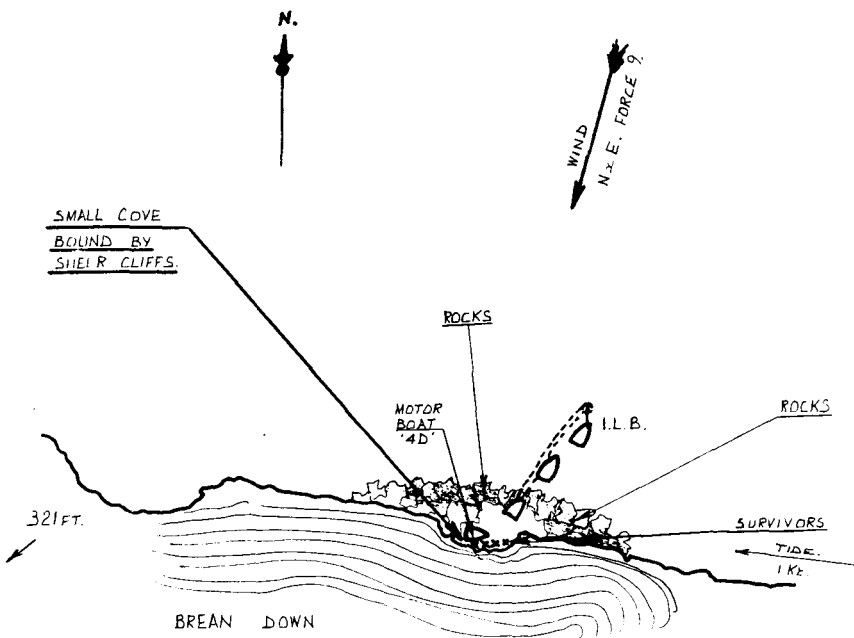 N.
WIND
N x E. FORCE 9.
SMALL COVE
BOUND BY
SHEER CLIFFS.
ROCKS
MOTOR
BOAT
'4D'
I.L.B.
ROCKS
321 FT.
SURVIVORS
TIDE.
1 Kt.
BREAN DOWN